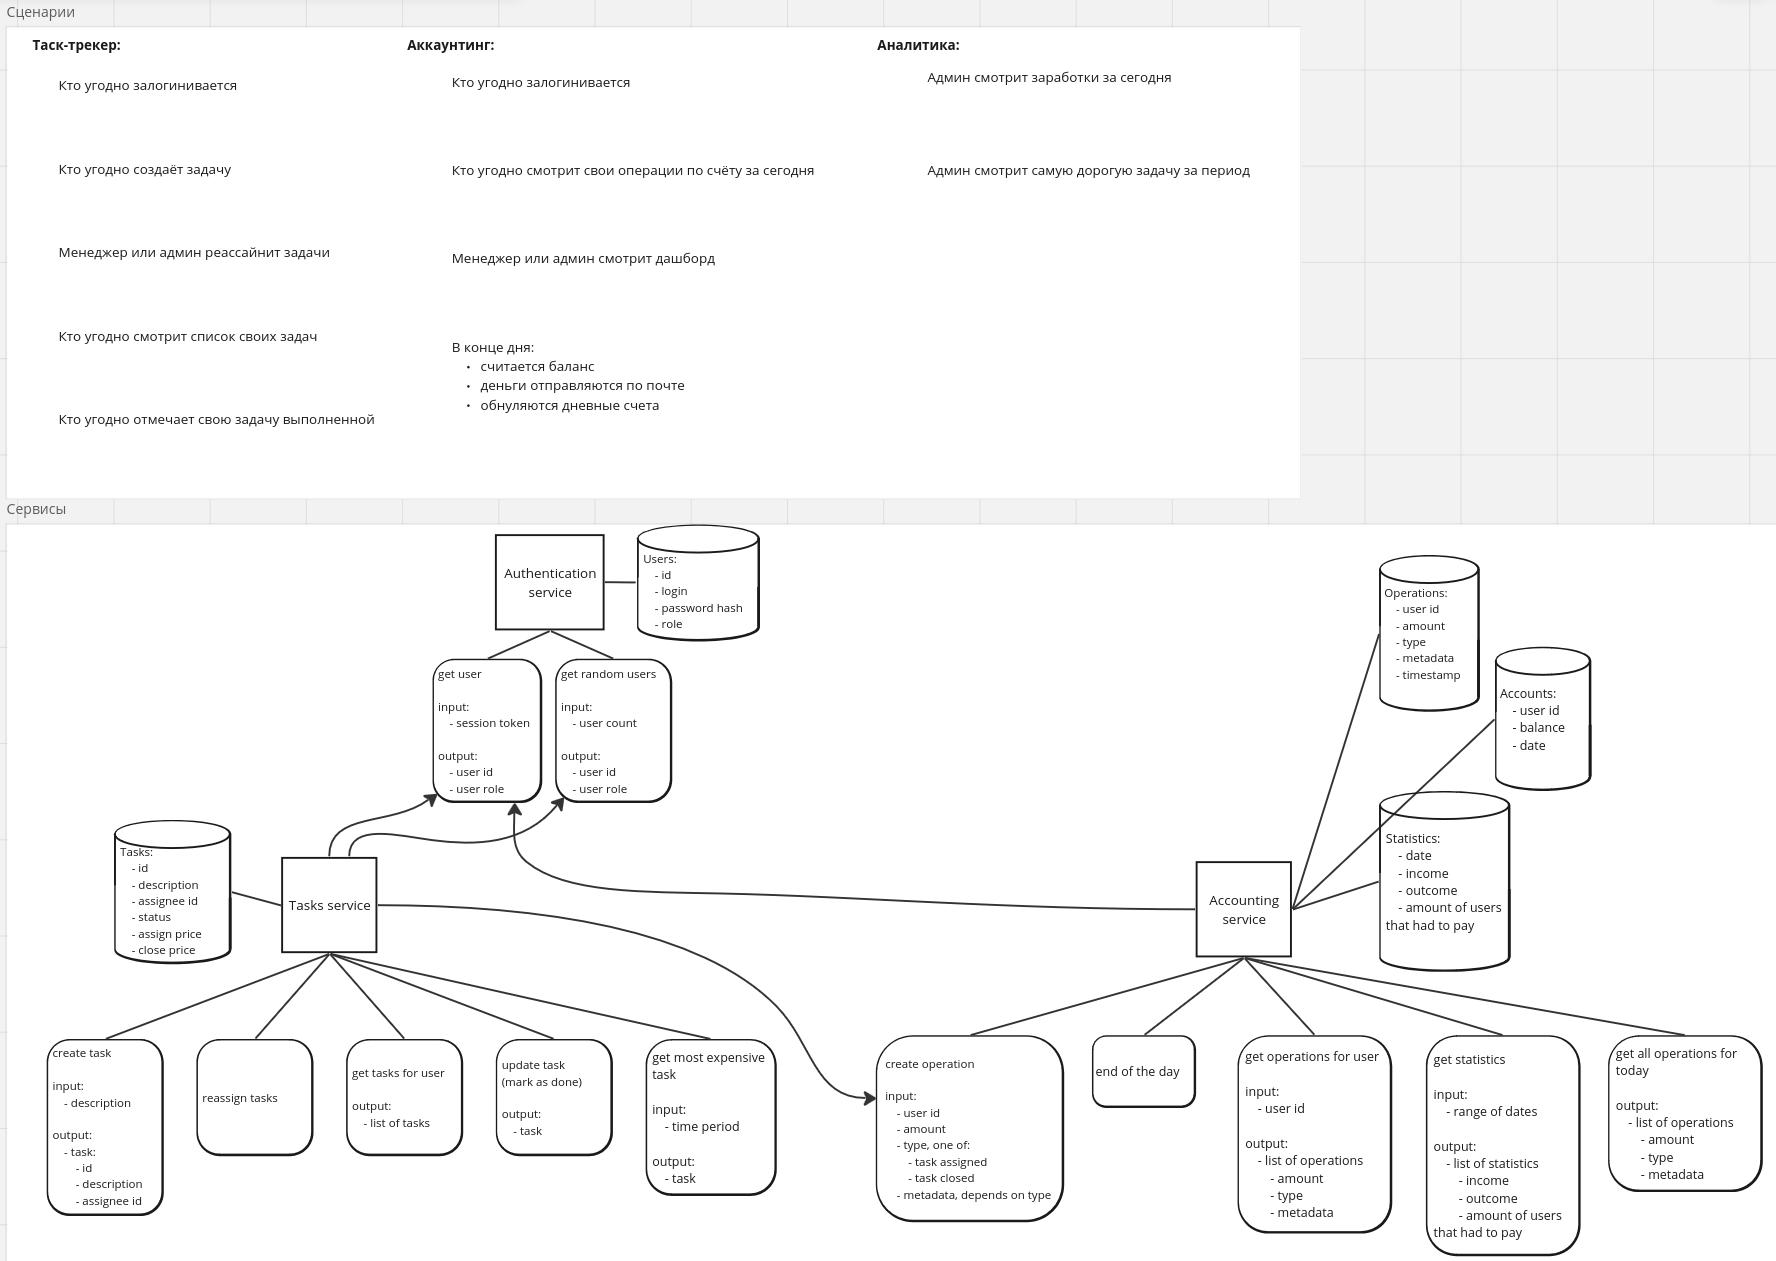 Сценарии
Таск-трекер:
Кто угодно залогинивается
Кто угодно создаёт задачу
Менеджер или админ реассайнит задачи
Кто угодно смотрит список своих задач
Кто угодно отмечает свою задачу выполненной
Аккаунтинг:
Кто угодно залогинивается
Кто угодно смотрит свои операции по счёту за сегодня
Менеджер или админ смотрит дашборд
В конце дня:
• считается баланс
• деньги отправляются по почте
• обнуляются дневные счета
Аналитика:
Админ смотрит заработки за сегодня
Админ смотрит самую дорогую задачу за период
Сервисы
Authentication
service
Users:
- id
- login
- password hash
- role
get user
input:
- session token
output:
- user id
- user role
get random users
input:
- user count
output:
- user id
- user role
Tasks:
- id
- description
- assignee id
- status
- assign price
- close price
Tasks service
create task
input:
- description
output:
- task:
- id
- description
- assignee id
reassign tasks
get tasks for user
output:
- list of tasks
update task
(mark as done)
output:
- task
get most expensive
task
input:
- time period
output:
- task
Operations:
- user id
- amount
- type
- metadata
- timestamp
Accounts:
- user id
- balance
- date
Statistics:
- date
- income
- outcome
- amount of users
that had to pay
Accounting
service
create operation
input:
- user id
- amount
- type, one of:
- task assigned
- task closed
- metadata, depends on type
end of the day
get operations for user
input:
- user id
output:
- list of operations
- amount
- type
- metadata
get statistics
input:
- range of dates
output:
- list of statistics
- income
- outcome
- amount of users
that had to pay
get all operations for
today
output:
- list of operations
- amount
- type
- metadata